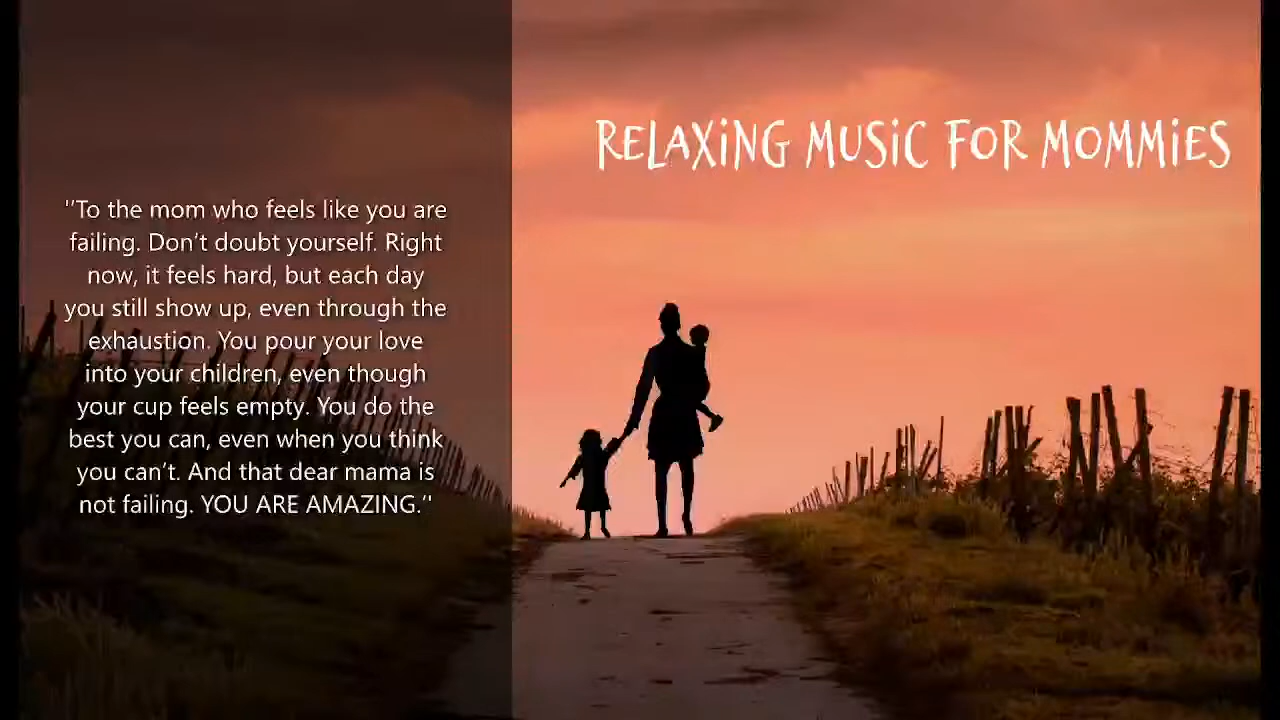 RELAXiNG MUSiC FOR MOMMiES
''To the mom who feels like you are
failing. Don’t doubt yourself. Right
now, it feels hard, but each day
you still show up, even through the
exhaustion. You pour your love
into your children, even though
your cup feels empty. You do the
best you can, even when you think
you can’t. And that dear mama is
not failing. YOU ARE AMAZING.''